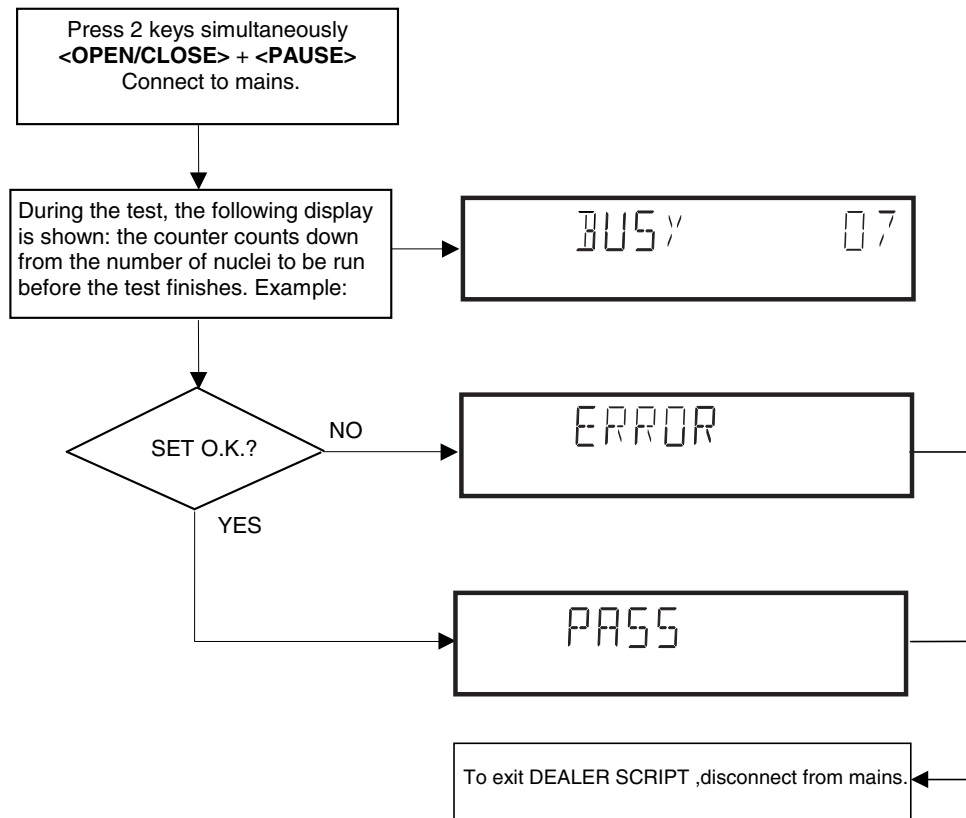 Press 2 keys simultaneously
<OPEN/CLOSE> + <PAUSE>
Connect to mains.
During the test, the following display
is shown: the counter counts down
from the number of nuclei to be run
before the test finishes. Example:
BUSY 07
SET O.K.?
NO
ERROR
YES
PASS
To exit DEALER SCRIPT ,disconnect from mains.